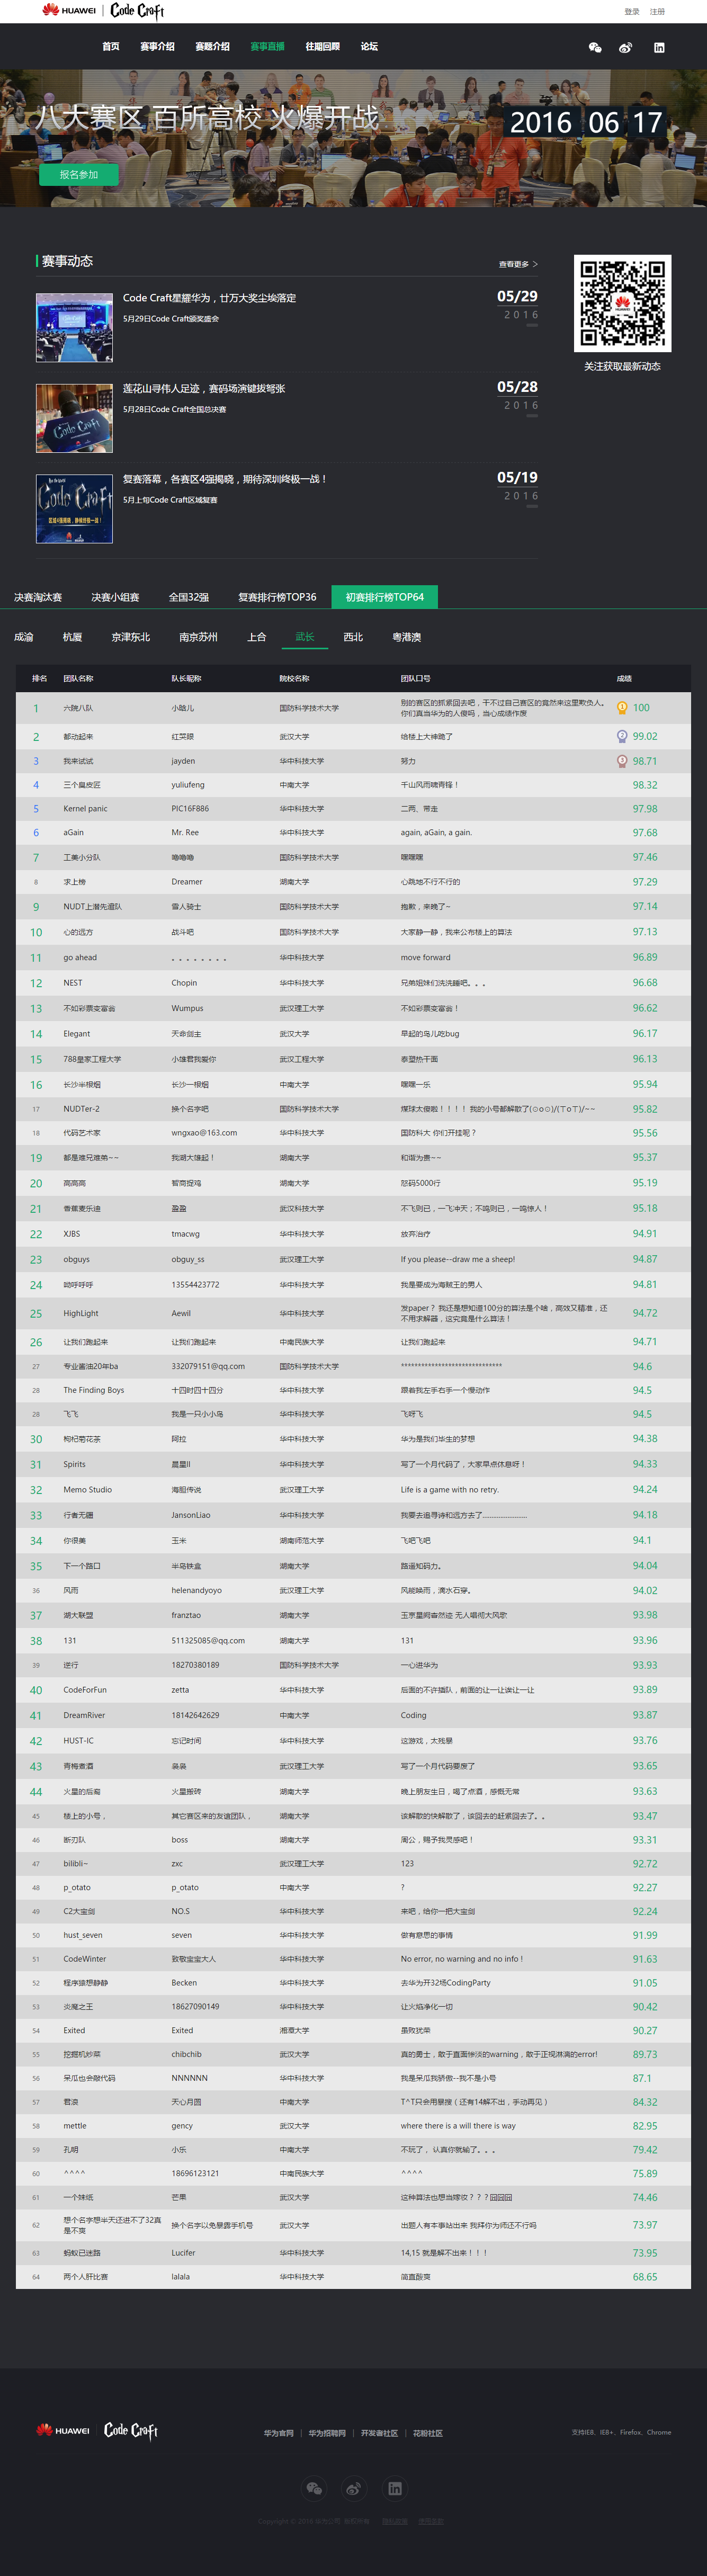 HUAWEI Code Craft 登录 注册
首页 赛事介绍 赛题介绍 赛事直播 往期回顾 论坛
八大赛区 百所高校 火爆开战
2016 06 17
报名参加
赛事动态 查看更多 >
Code Craft星耀华为，廿万大奖尘埃落定 05/29
5月29日Code Craft颁奖盛会 2016
莲花山寻伟人足迹，赛码场演键拔弩张 05/28
5月28日Code Craft全国总决赛 2016
复赛落幕，各赛区4强揭晓，期待深圳终极一战！ 05/19
5月上旬Code Craft区域复赛 2016
关注获取最新动态
决赛淘汰赛 决赛小组赛 全国32强 复赛排行榜TOP36 初赛排行榜TOP64
成渝 杭厦 京津东北 南京苏州 上合 武长 西北 粤港澳
排名 团队名称 队长昵称 院校名称 团队口号 成绩
1 六院八队 小晗儿 国防科学技术大学 别的赛区的抓紧回去吧，干不过自己赛区的竟然来这里欺负人。
你们真当华为的人傻吗，当心成绩作废 100
2 都动起来 红哭眼 武汉大学 给楼上大神跪了 99.02
3 我来试试 jayden 华中科技大学 努力 98.71
4 三个臭皮匠 yuliufeng 中南大学 千山风雨啸青锋！ 98.32
5 Kernel panic PIC16F886 华中科技大学 二两、带走 97.98
6 aGain Mr. Ree 华中科技大学 again, aGain, a gain. 97.68
7 工美小分队 噜噜噜 国防科学技术大学 嘿嘿嘿 97.46
8 求上榜 Dreamer 湖南大学 心跳地不行不行的 97.29
9 NUDT上潜先遣队 雪人骑士 国防科学技术大学 抱歉，来晚了~ 97.14
10 心的远方 战斗吧 国防科学技术大学 大家静一静，我来公布楼上的算法 97.13
11 go ahead 。。。。。。。。 华中科技大学 move forward 96.89
12 NEST Chopin 华中科技大学 兄弟姐妹们洗洗睡吧。。。 96.68
13 不如彩票变富翁 Wumpus 武汉理工大学 不如彩票变富翁！ 96.62
14 Elegant 天命剑主 武汉大学 早起的鸟儿吃bug 96.17
15 788皇家工程大学 小雄君我爱你 武汉工程大学 泰塑热干面 96.13
16 长沙半根烟 长沙一根烟 中南大学 嘿嘿一乐 95.94
17 NUDTer-2 换个名字吧 国防科学技术大学 煤球太傻啦！！！！ 我的小号都解散了(⊙o⊙)/(ㄒoㄒ)/~~ 95.82
18 代码艺术家 wngxao@163.com 华中科技大学 国防科大 你们开挂呢？ 95.56
19 都是难兄难弟~~ 我湖大雄起！ 湖南大学 和谐为贵~~ 95.37
20 高高高 智商捉鸡 湖南大学 怒码5000行 95.19
21 香蕉麦乐迪 盈盈 武汉科技大学 不飞则已，一飞冲天；不鸣则已，一鸣惊人！ 95.18
22 XJBS tmacwg 华中科技大学 放弃治疗 94.91
23 obguys obguy_ss 武汉理工大学 If you please--draw me a sheep! 94.87
24 呦呼呼呼 13554423772 华中科技大学 我是要成为海贼王的男人 94.81
25 HighLight Aewil 华中科技大学 发paper？ 我还是想知道100分的算法是个啥，高效又精准，还
不用求解器，这究竟是什么算法！ 94.72
26 让我们跑起来 让我们跑起来 中南民族大学 让我们跑起来 94.71
27 专业酱油20年ba 332079151@qq.com 国防科学技术大学 ****************************** 94.6
28 The Finding Boys 十四时四十四分 华中科技大学 跟着我左手右手一个慢动作 94.5
28 飞飞 我是一只小小鸟 华中科技大学 飞呀飞 94.5
30 枸杞菊花茶 阿拉 华中科技大学 华为是我们毕生的梦想 94.38
31 Spirits 晨星II 华中科技大学 写了一个月代码了，大家早点休息呀！ 94.33
32 Memo Studio 海胆传说 武汉理工大学 Life is a game with no retry. 94.24
33 行者无疆 JansonLiao 华中科技大学 我要去追寻诗和远方去了........................ 94.18
34 你很美 玉米 湖南师范大学 飞吧飞吧 94.1
35 下一个路口 半岛铁盒 湖南大学 路遥知码力。 94.04
36 风雨 helenandyoyo 武汉理工大学 风能唤雨，滴水石穿。 94.02
37 湖大联盟 franztao 湖南大学 玉京星阙杳然迹 无人唱彻大风歌 93.98
38 131 511325085@qq.com 湖南大学 131 93.96
39 逆行 18270380189 国防科学技术大学 一心进华为 93.93
40 CodeForFun zetta 华中科技大学 后面的不许插队，前面的让一让诶让一让 93.89
41 DreamRiver 18142642629 中南大学 Coding 93.87
42 HUST-IC 忘记时间 华中科技大学 这游戏，太残暴 93.76
43 青梅煮酒 枭枭 武汉理工大学 写了一个月代码要废了 93.65
44 火星的后裔 火星搬砖 湖南大学 晚上朋友生日，喝了点酒，感慨无常 93.63
45 楼上的小号， 其它赛区来的友谊团队， 湖南大学 该解散的快解散了，该回去的赶紧回去了。。 93.47
46 断刃队 boss 湖南大学 周公，赐予我灵感吧！ 93.31
47 bilibli~ zxc 武汉理工大学 123 92.72
48 p_otato p_otato 中南大学 ? 92.27
49 C2大宝剑 NO.S 华中科技大学 来吧，给你一把大宝剑 92.24
50 hust_seven seven 华中科技大学 做有意思的事情 91.99
51 CodeWinter 致敬宝宝大人 华中科技大学 No error, no warning and no info！ 91.63
52 程序猿想静静 Becken 华中科技大学 去华为开32场CodingParty 91.05
53 炎魔之王 18627090149 华中科技大学 让火焰净化一切 90.42
54 Exited Exited 湘潭大学 虽败犹荣 90.27
55 挖掘机炒菜 chibchib 武汉大学 真的勇士，敢于直面惨淡的warning，敢于正视淋漓的error! 89.73
56 呆瓜也会敲代码 NNNNNN 华中科技大学 我是呆瓜我骄傲--我不是小号 87.1
57 君浪 天心月圆 中南大学 T^T只会用暴搜（还有14解不出，手动再见） 84.32
58 mettle gency 武汉大学 where there is a will there is way 82.95
59 孔明 小乐 中南大学 不玩了， 认真你就输了。。。 79.42
60 ^^^^ 18696123121 中南民族大学 ^^^^ 75.89
61 一个妹纸 芒果 武汉大学 这种算法也想当嫁妆？？？囧囧囧 74.46
62 想个名字想半天还进不了32真
是不爽 换个名字以免暴露手机号 武汉大学 出题人有本事站出来 我拜你为师还不行吗 73.97
63 蚂蚁已迷路 Lucifer 华中科技大学 14,15 就是解不出来！！！ 73.95
64 两个人肝比赛 lalala 华中科技大学 简直酸爽 68.65
HUAWEI Code Craft 华为官网 | 华为招聘网 | 开发者社区 | 花粉社区 支持IE8、IE8+、Firefox、Chrome